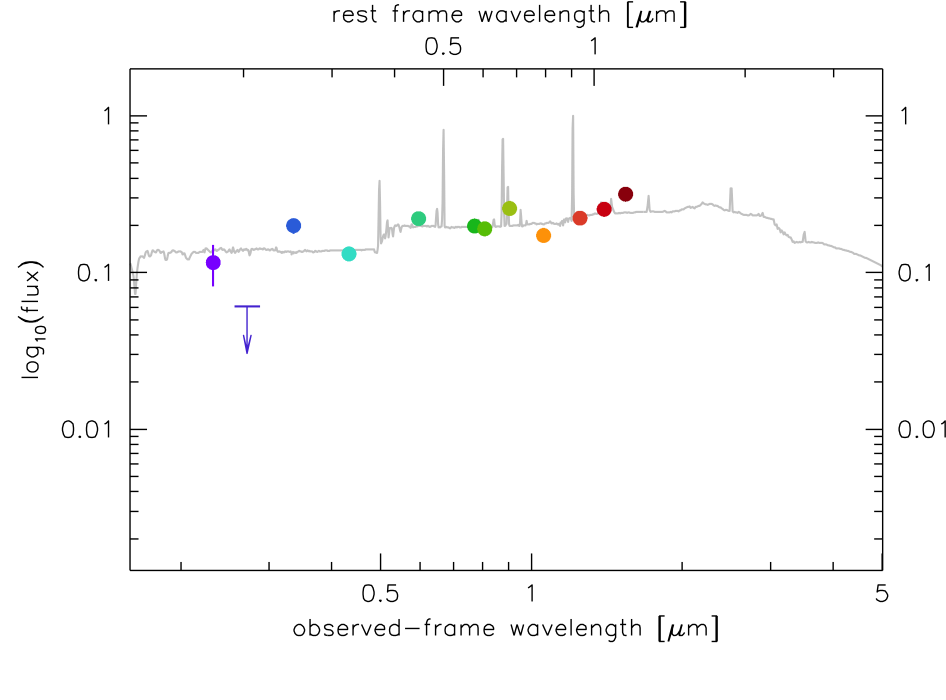 rest frame wavelength [μm]
0.5 1
1 1
0.1 0.1
0.01 0.01
log10(flux)
0.5 1 5
observed-frame wavelength [μm]